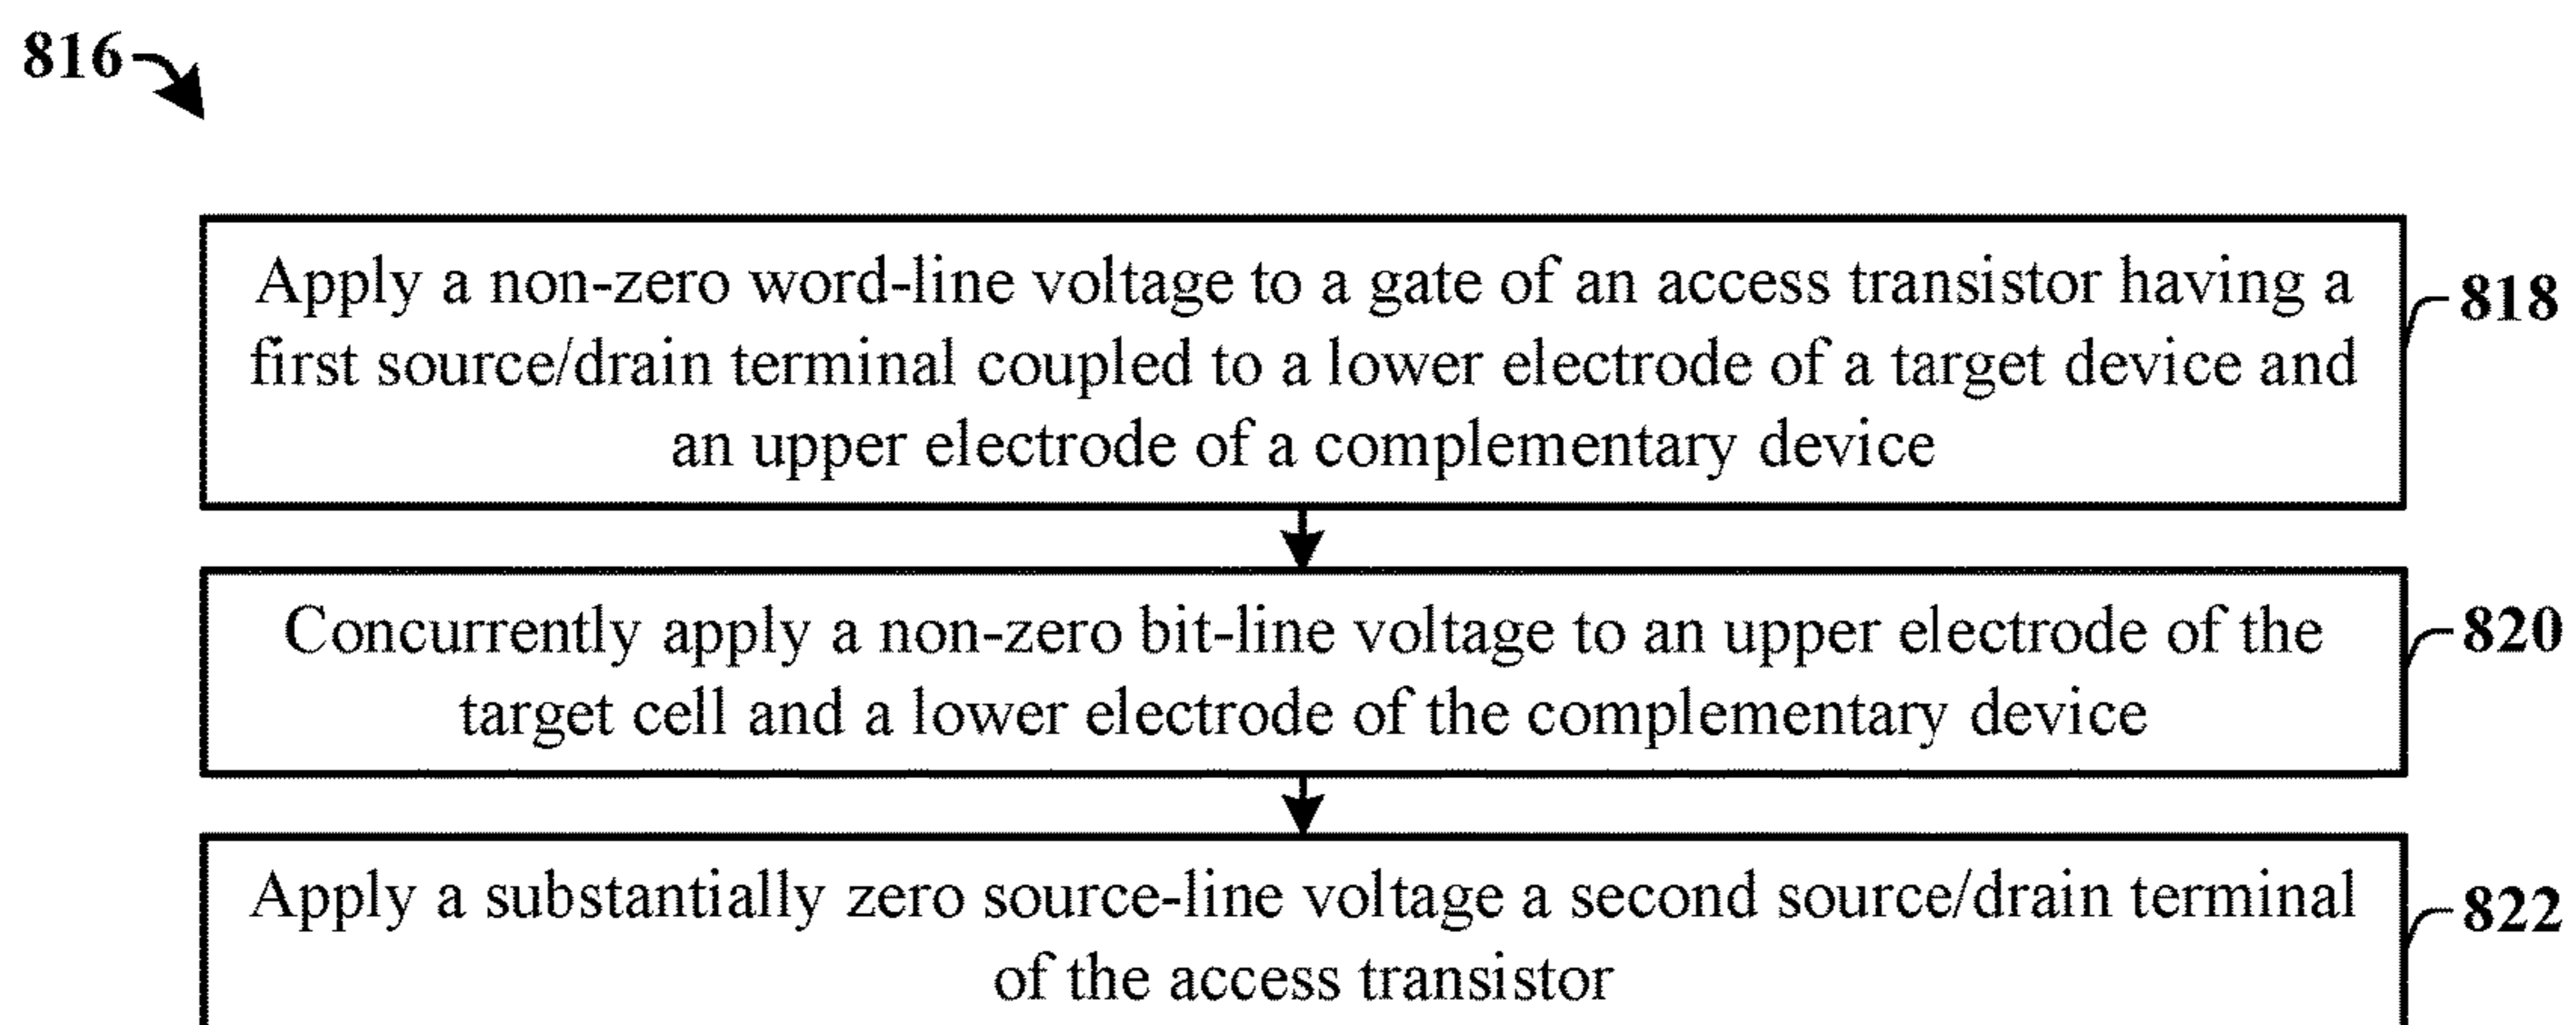 816
Apply a non-zero word-line voltage to a gate of an access transistor having a
first source/drain terminal coupled to a lower electrode of a target device and
an upper electrode of a complementary device
818
Concurrently apply a non-zero bit-line voltage to an upper electrode of the
target cell and a lower electrode of the complementary device
820
Apply a substantially zero source-line voltage a second source/drain terminal
of the access transistor
822